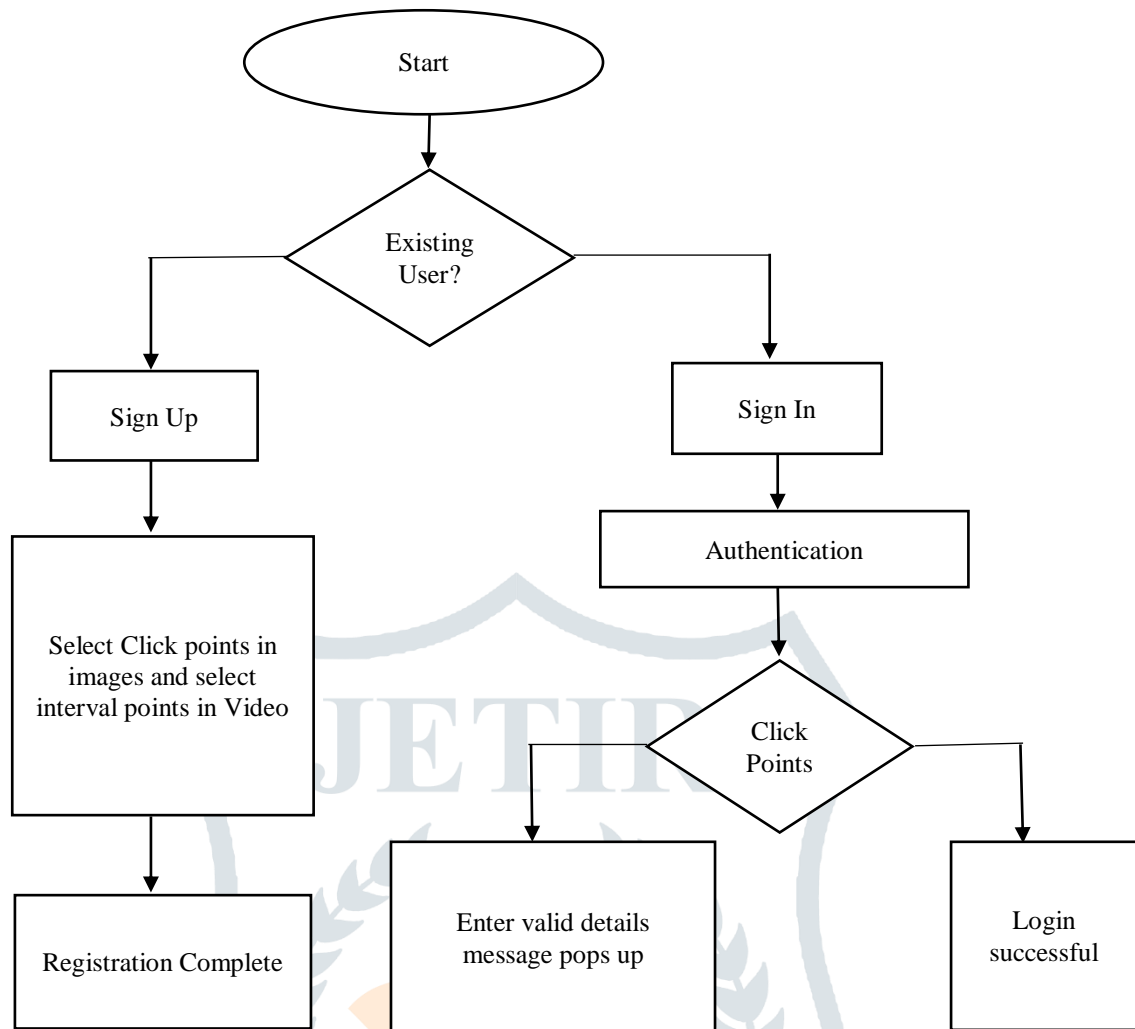 Start
Existing
User?
Sign Up
Sign In
Authentication
Select Click points in
images and select
interval points in Video
JETIR
Click
Points
Enter valid details
message pops up
Login
successful
Registration Complete